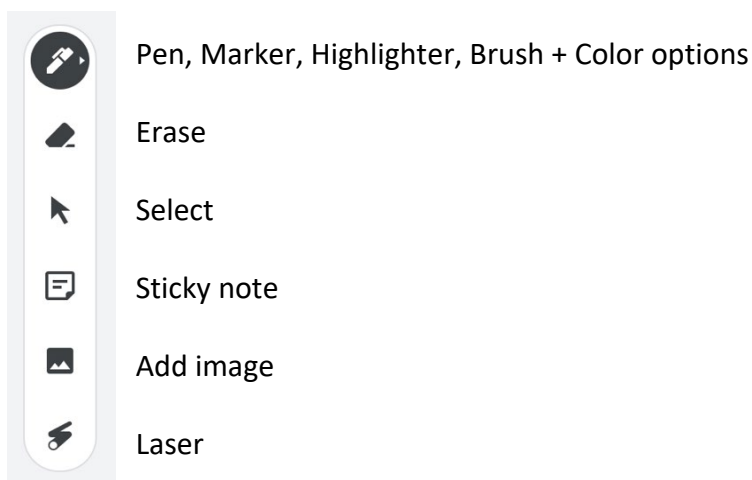 Pen, Marker, Highlighter, Brush + Color options
Erase
Select
Sticky note
Add image
Laser